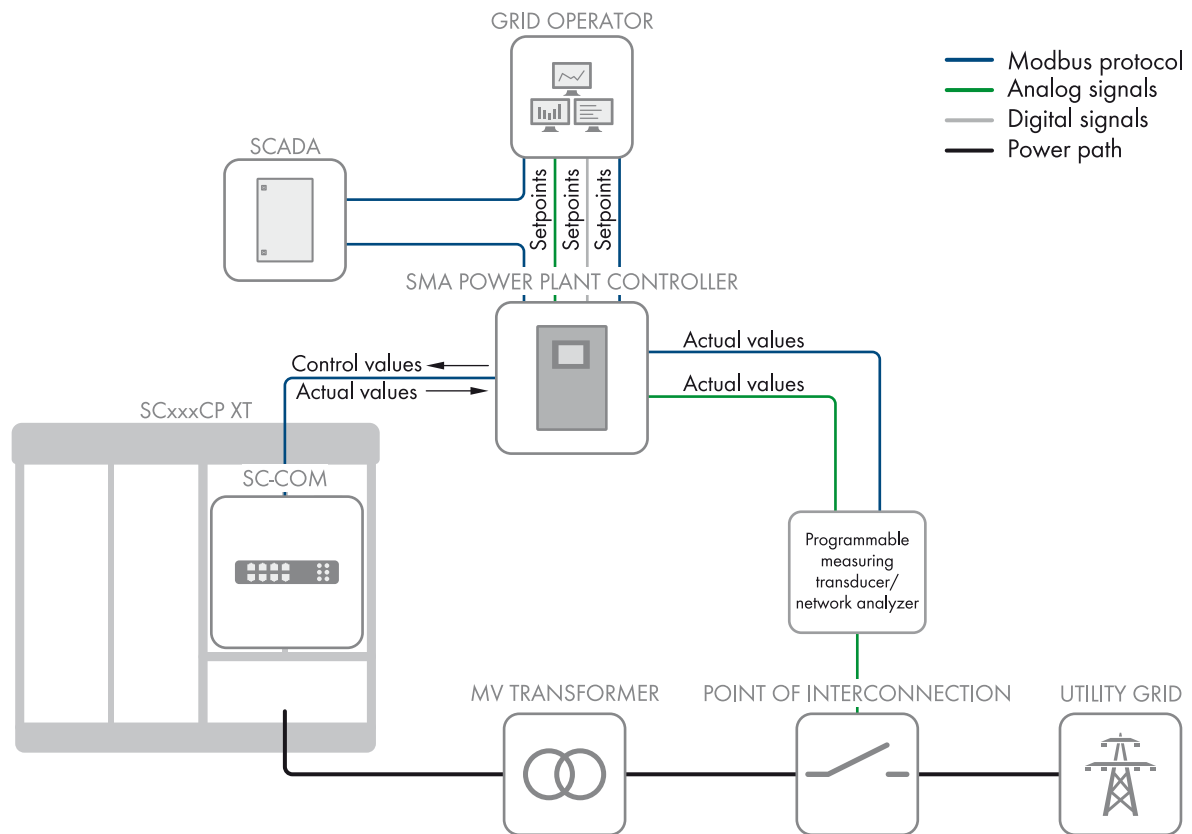 GRID OPERATOR
Modbus protocol
Analog signals
Digital signals
Power path
SCADA
Setpoints
Setpoints
Setpoints
SMA POWER PLANT CONTROLLER
Control values
Actual values
Actual values
Actual values
SCxxxCP XT
SC-COM
Programmable
measuring
transducer/
network analyzer
MV TRANSFORMER
POINT OF INTERCONNECTION
UTILITY GRID